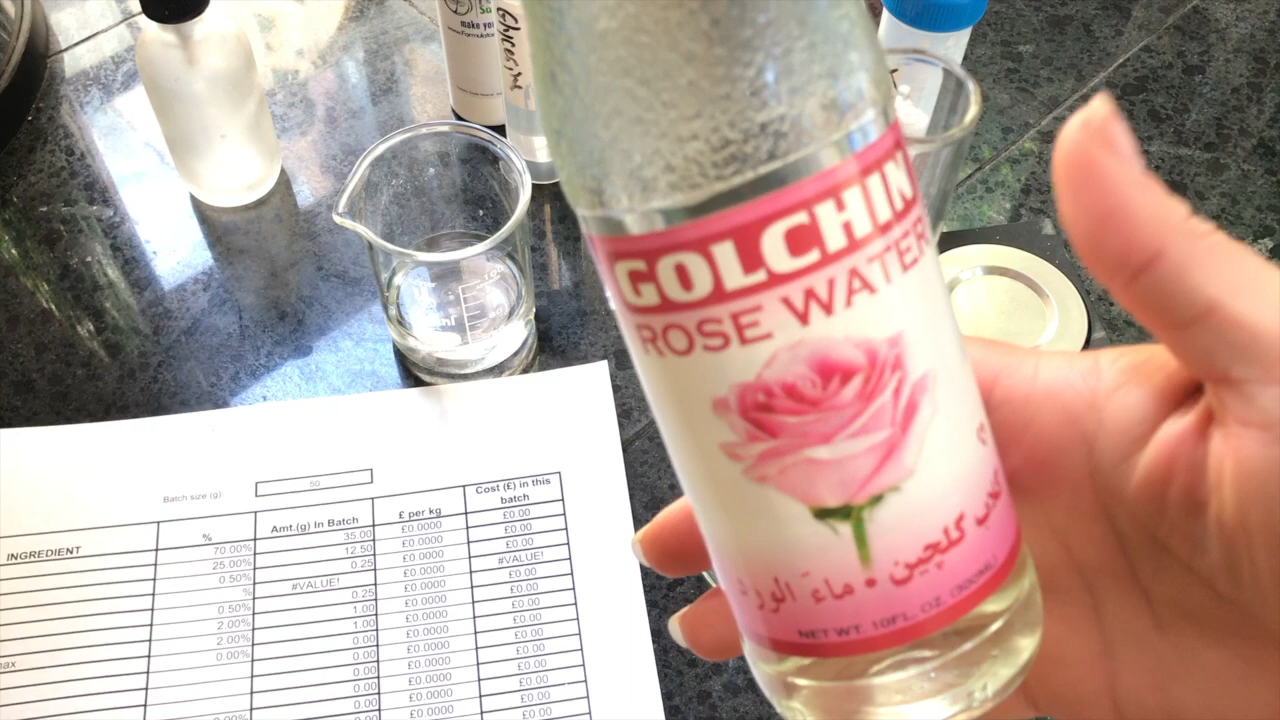 make you
Glycerine
GOLCHIN
ROSE WATER
گلاب گلچین • ماء الورد
NET WT. 10FL. OZ. (300ML)
Batch size (g) 50
INGREDIENT % Amt.(g) In Batch £ per kg Cost (£) in this batch
70.00% 35.00 £0.0000 £0.00
25.00% 12.50 £0.0000 £0.00
0.50% 0.25 £0.0000 £0.00
% #VALUE! £0.0000 #VALUE!
0.50% 0.25 £0.0000 £0.00
2.00% 1.00 £0.0000 £0.00
2.00% 1.00 £0.0000 £0.00
max 0.00% 0.00 £0.0000 £0.00
0.00 £0.0000 £0.00
0.00 £0.0000 £0.00
0.00 £0.0000 £0.00
0.00 £0.0000 £0.00